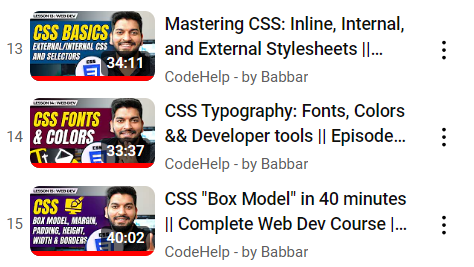 13
LESSON 13: WEB DEV
CSS BASICS
EXTERNAL/INTERNAL CSS
AND SELECTORS
CSS
34:11
Mastering CSS: Inline, Internal,
and External Stylesheets ||...
CodeHelp - by Babbar
14
LESSON 14: WEB DEV
CSS FONTS
& COLORS
33:37
CSS Typography: Fonts, Colors
&& Developer tools || Episode...
CodeHelp - by Babbar
15
LESSON 15: WEB DEV
CSS
BOX MODEL, MARGIN,
PADDING, HEIGHT,
WIDTH & BORDERS
40:02
CSS "Box Model" in 40 minutes
|| Complete Web Dev Course |...
CodeHelp - by Babbar